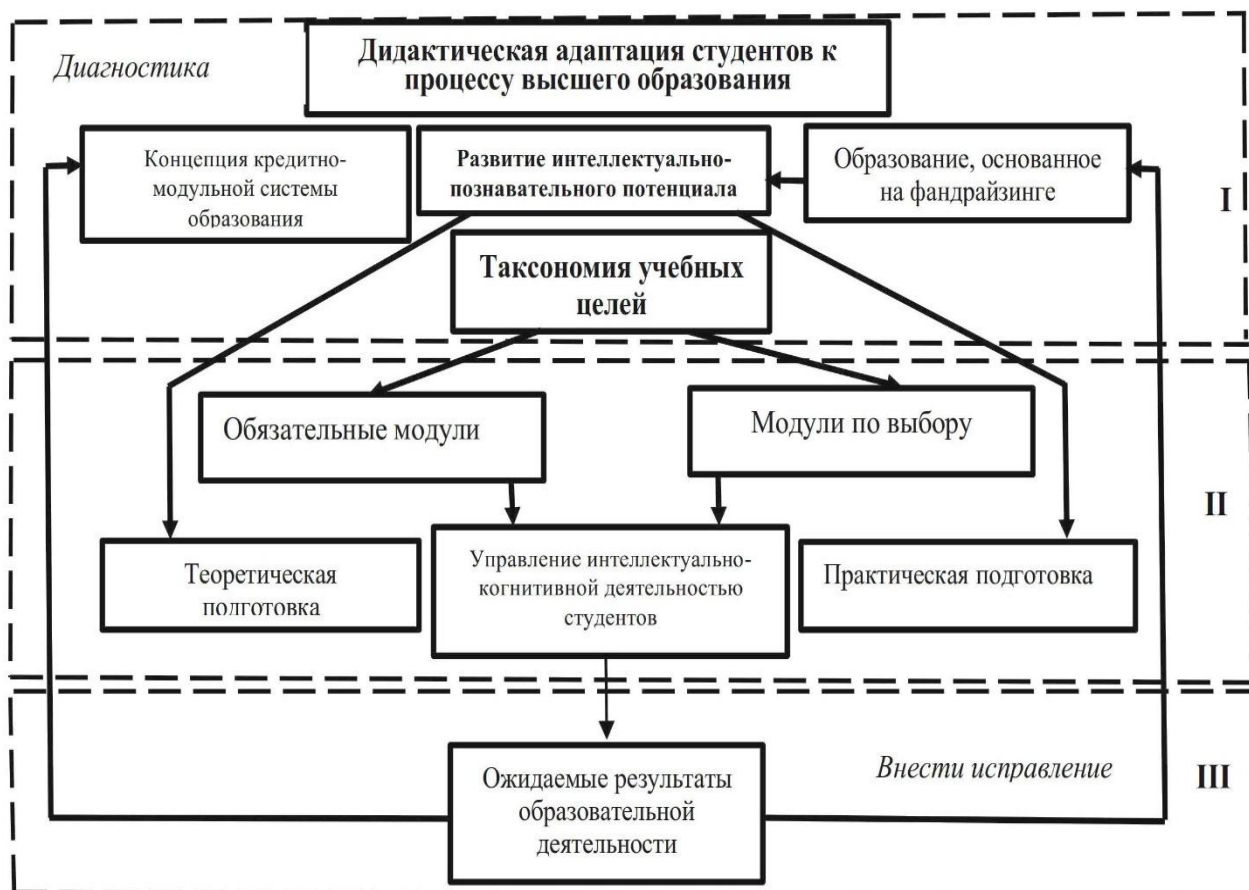 Диагностика
Дидактическая адаптация студентов к
процессу высшего образования
Концепция кредитно-
модульной системы
образования
Развитие интеллектуально-
познавательного потенциала
Образование, основанное
на фандрайзинге
I
Таксономия учебных
целей
Обязательные модули
Модули по выбору
II
Теоретическая
подготовка
Управление интеллектуально-
когнитивной деятельностью
студентов
Практическая подготовка
Ожидаемые результаты
образовательной
деятельности
Внести исправление
III